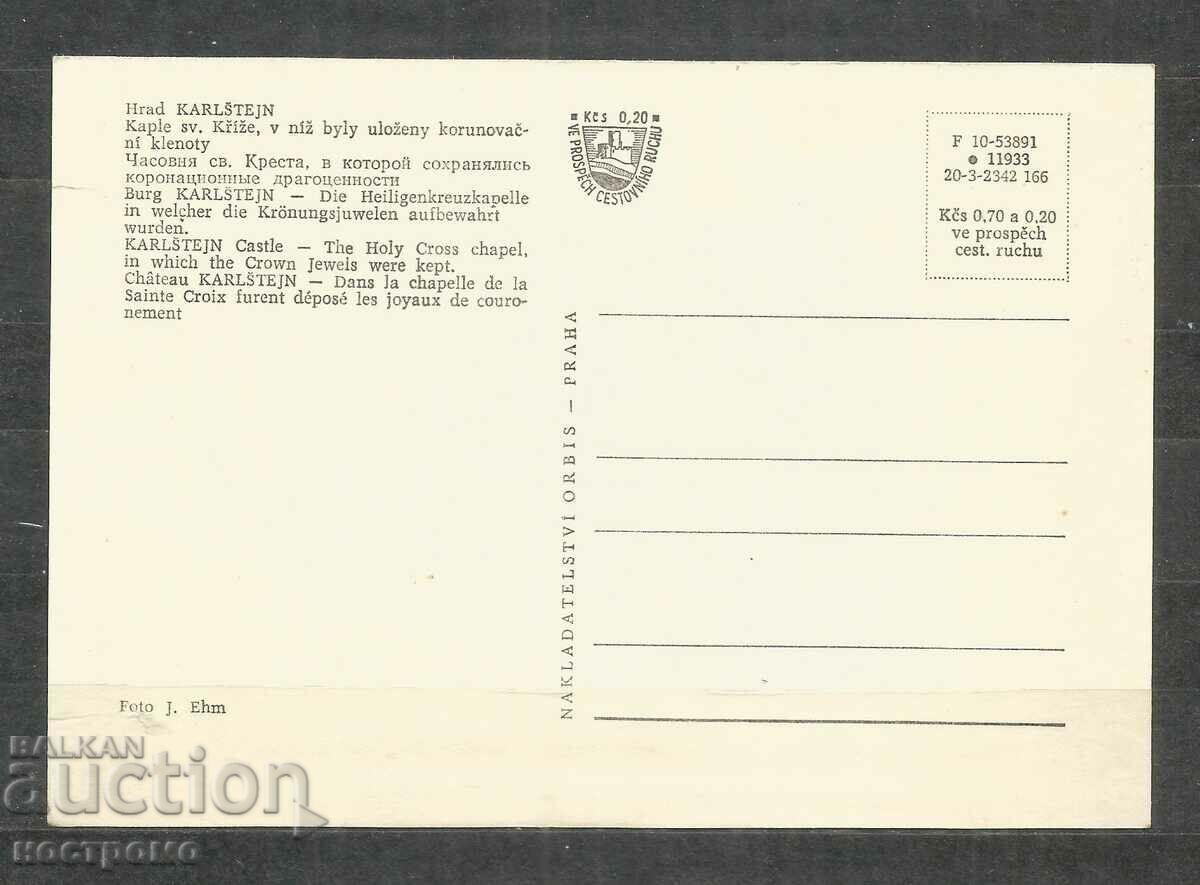 Hrad KARLŠTEJN
Kaple sv. Kříže, v níž byly uloženy korunovač-
ní klenoty
Часовня св. Креста, в которой сохранялись
коронационные драгоценности
Burg KARLŠTEJN — Die Heiligenkreuzkapelle
in welcher die Krönungsjuwelen aufbewahrt
wurden.
KARLŠTEJN Castle — The Holy Cross chapel,
in which the Crown Jewels were kept.
Château KARLŠTEJN — Dans la chapelle de la
Sainte Croix furent déposé les joyaux de couro-
nement
Foto J. Ehm
NAKLADATELSTVÍ ORBIS — PRAHA
Kčs 0,20
VE PROSPĚCH CESTOVNÍHO RUCHU
F 10-53891
● 11933
20-3-2342 166
Kčs 0,70 a 0,20
ve prospěch
cest. ruchu
BALKAN
auction
костромо